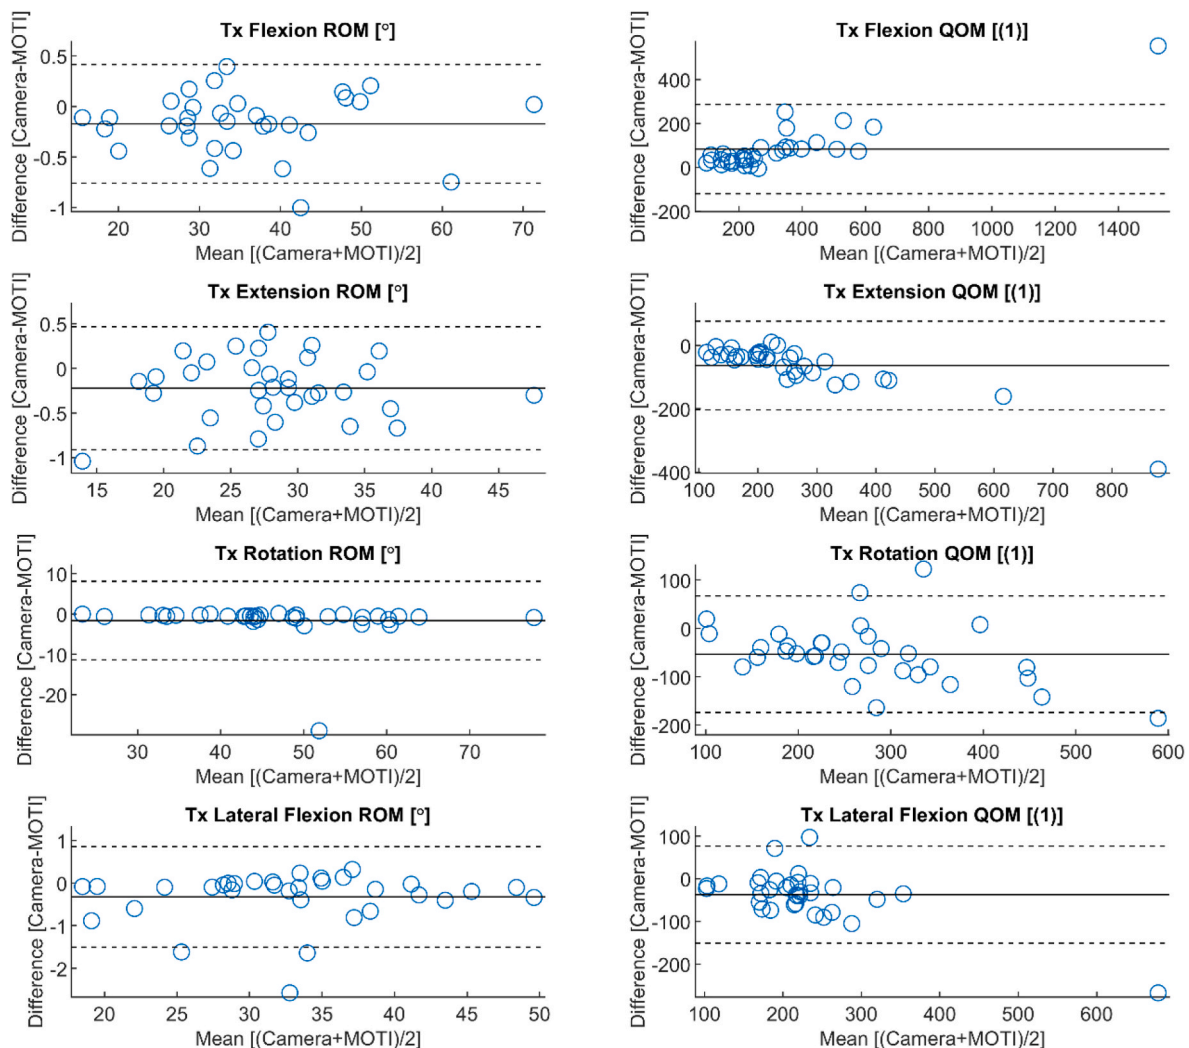 Tx Flexion ROM [°]
Difference [Camera-MOTI]
0.5
0
-0.5
-1
20 30 40 50 60 70
Mean [(Camera+MOTI)/2]
Tx Flexion QOM [(1)]
Difference [Camera-MOTI]
400
200
0
-200
200 400 600 800 1000 1200 1400
Mean [(Camera+MOTI)/2]
Tx Extension ROM [°]
Difference [Camera-MOTI]
0.5
0
-0.5
-1
15 20 25 30 35 40 45
Mean [(Camera+MOTI)/2]
Tx Extension QOM [(1)]
Difference [Camera-MOTI]
0
-200
-400
100 200 300 400 500 600 700 800
Mean [(Camera+MOTI)/2]
Tx Rotation ROM [°]
Difference [Camera-MOTI]
10
0
-10
-20
30 40 50 60 70
Mean [(Camera+MOTI)/2]
Tx Rotation QOM [(1)]
Difference [Camera-MOTI]
100
0
-100
-200
100 200 300 400 500 600
Mean [(Camera+MOTI)/2]
Tx Lateral Flexion ROM [°]
Difference [Camera-MOTI]
1
0
-1
-2
20 25 30 35 40 45 50
Mean [(Camera+MOTI)/2]
Tx Lateral Flexion QOM [(1)]
Difference [Camera-MOTI]
100
0
-100
-200
100 200 300 400 500 600 700
Mean [(Camera+MOTI)/2]